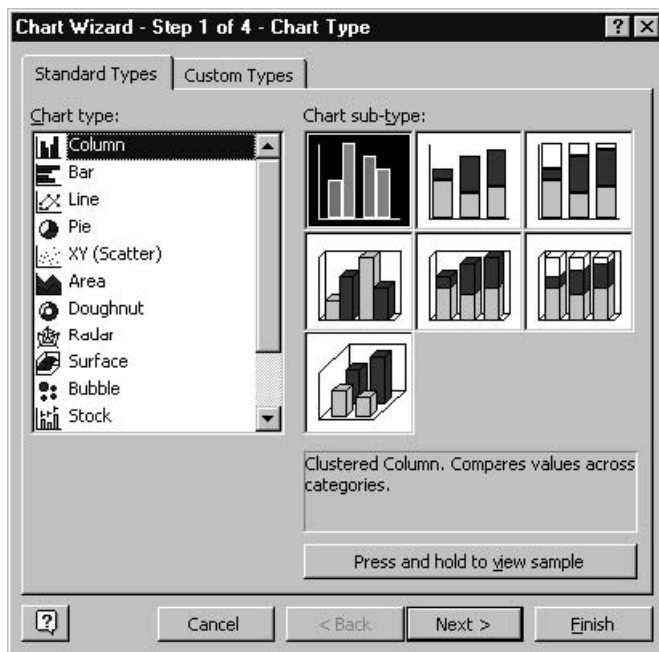 Chart Wizard - Step 1 of 4 - Chart Type
Standard Types
Custom Types
Chart type:
Column
Bar
Line
Pie
XY (Scatter)
Area
Doughnut
Radar
Surface
Bubble
Stock
Chart sub-type:
Clustered Column. Compares values across
categories.
Press and hold to view sample
Cancel
< Back
Next >
Finish